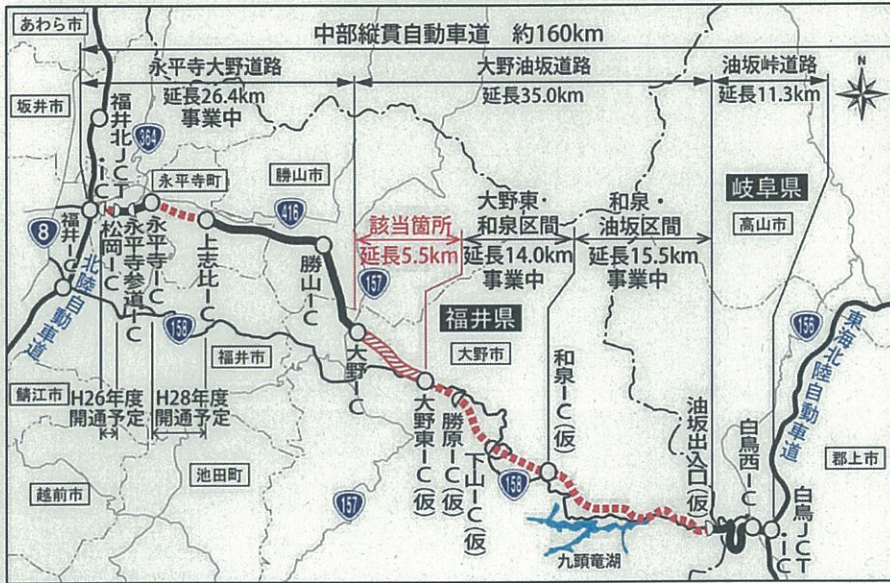 あわら市
中部縦貫自動車道 約160km
永平寺大野道路
延長26.4km
事業中
大野油坂道路
延長35.0km
油坂峠道路
延長11.3km
N
坂井市
福井北JCT・IC
364
永平寺町
勝山市
416
8
福井IC
松岡IC
永平寺参道IC
永平寺IC
上志比IC
勝山IC
該当箇所
延長5.5km
大野東・
和泉区間
延長14.0km
事業中
和泉・
油坂区間
延長15.5km
事業中
岐阜県
高山市
157
北陸自動車道
158
福井市
大野IC
福井県
大野市
156
東海北陸自動車道
鯖江市
H26年度
開通予定
H28年度
開通予定
大野東IC(仮)
勝原IC(仮)
下山IC(仮)
和泉IC(仮)
158
油坂出入口(仮)
白鳥西IC
白鳥JCT・IC
郡上市
越前市
池田町
157
九頭竜湖